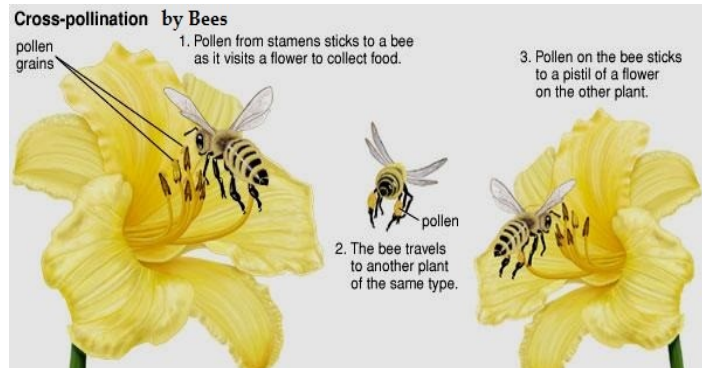 Cross-pollination by Bees
pollen
grains
1. Pollen from stamens sticks to a bee
as it visits a flower to collect food.
pollen
2. The bee travels
to another plant
of the same type.
3. Pollen on the bee sticks
to a pistil of a flower
on the other plant.